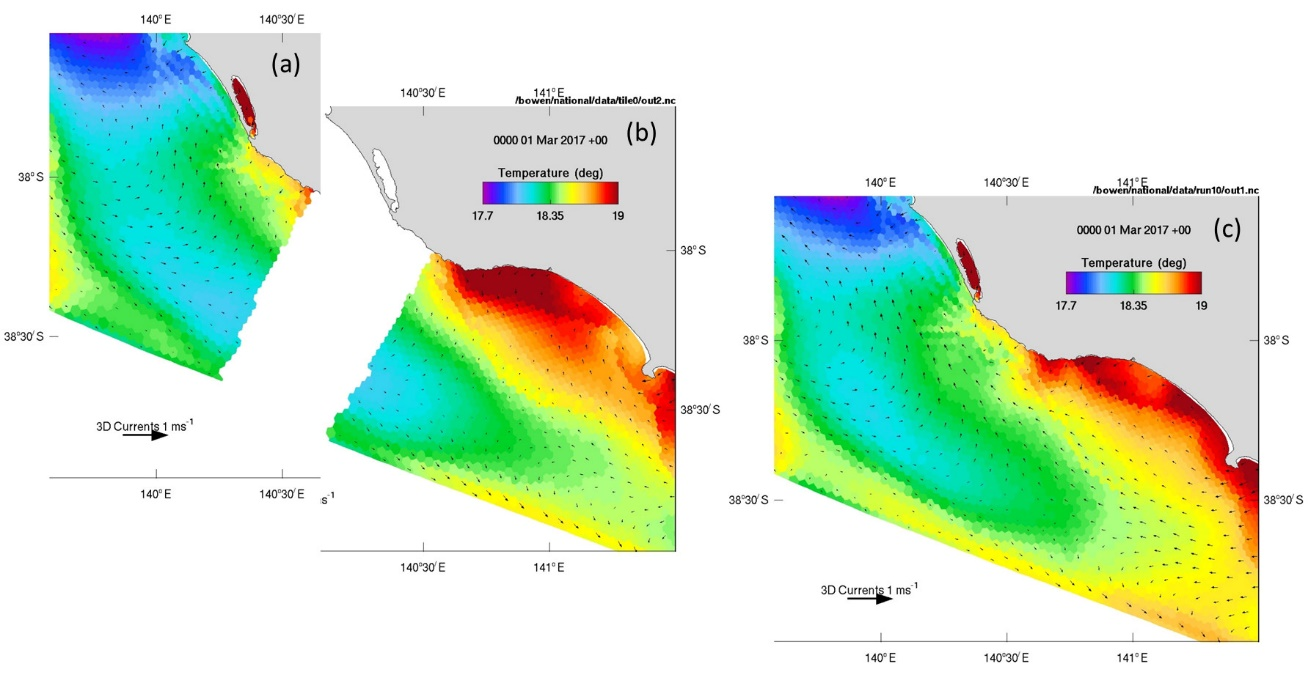 140° E
140°30′ E
(a)
38° S
38°30′ S
3D Currents 1 ms-1
140° E
140°30′ E
140°30′ E
141° E
/bowen/national/data/tile0/out2.nc
(b)
0000 01 Mar 2017 +00
Temperature (deg)
17.7
18.35
19
38° S
38°30′ S
s-1
140°30′ E
141° E
140° E
140°30′ E
141° E
/bowen/national/data/run10/out1.nc
(c)
0000 01 Mar 2017 +00
Temperature (deg)
17.7
18.35
19
38° S
38° S
38°30′ S
38°30′ S
3D Currents 1 ms-1
140° E
140°30′ E
141° E